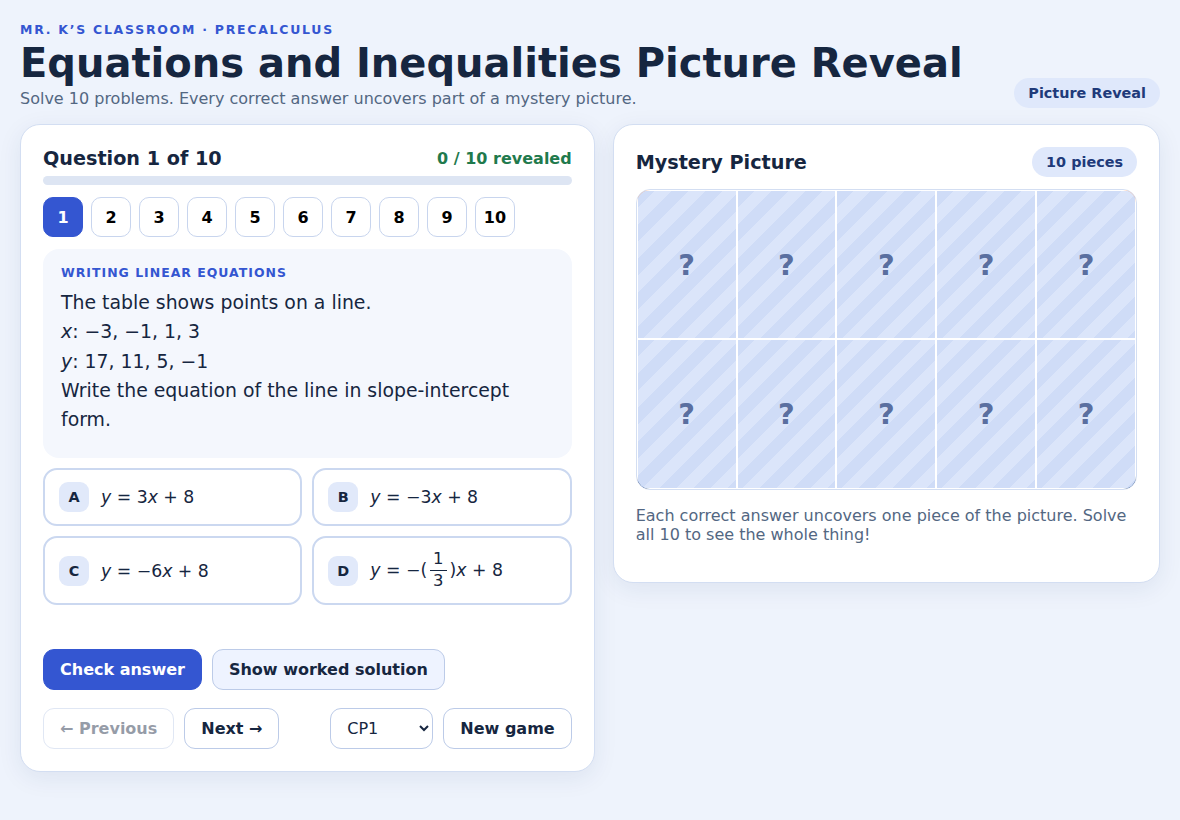 MR. K’S CLASSROOM · PRECALCULUS
Equations and Inequalities Picture Reveal
Solve 10 problems. Every correct answer uncovers part of a mystery picture.
Picture Reveal
Question 1 of 10
0 / 10 revealed
1 2 3 4 5 6 7 8 9 10
WRITING LINEAR EQUATIONS
The table shows points on a line.
x: −3, −1, 1, 3
y: 17, 11, 5, −1
Write the equation of the line in slope-intercept
form.
A y = 3x + 8
B y = −3x + 8
C y = −6x + 8
D y = −(1/3)x + 8
Check answer
Show worked solution
← Previous
Next →
CP1
New game
Mystery Picture
10 pieces
? ? ? ? ?
? ? ? ? ?
Each correct answer uncovers one piece of the picture. Solve
all 10 to see the whole thing!